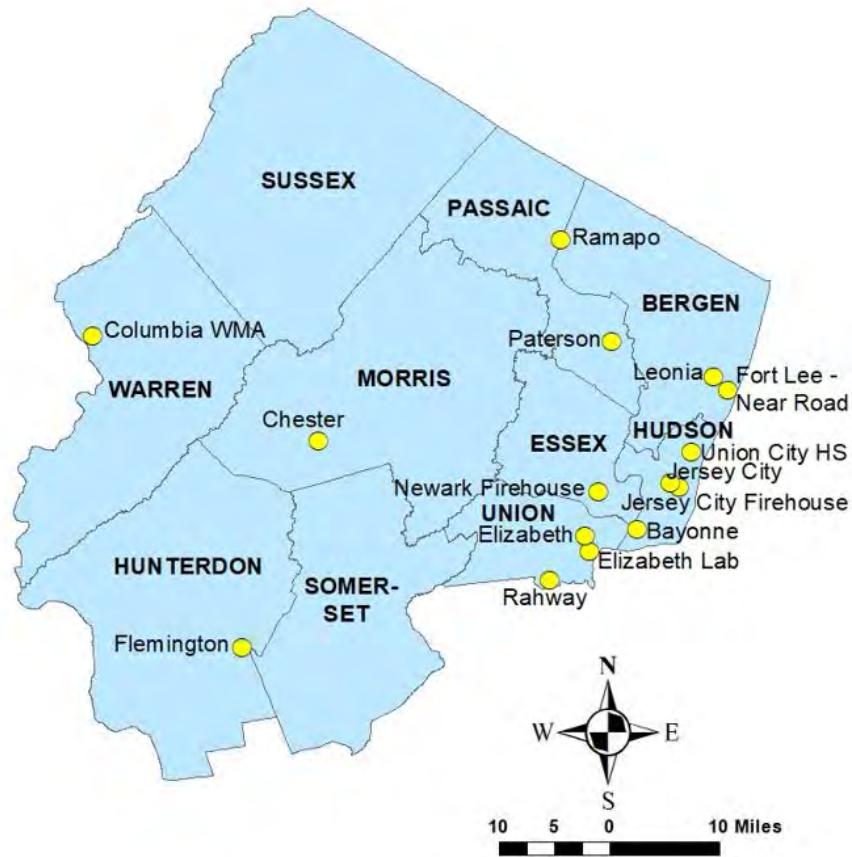 SUSSEX
PASSAIC
Ramapo
BERGEN
Columbia WMA
Paterson
WARREN
MORRIS
Leonia
Fort Lee -
Near Road
Chester
HUDSON
ESSEX
Union City HS
Jersey City
Newark Firehouse
Jersey City Firehouse
UNION
Elizabeth
Bayonne
Elizabeth Lab
HUNTERDON
SOMER-
SET
Rahway
Flemington
N
W
E
S
10 5 0 10 Miles